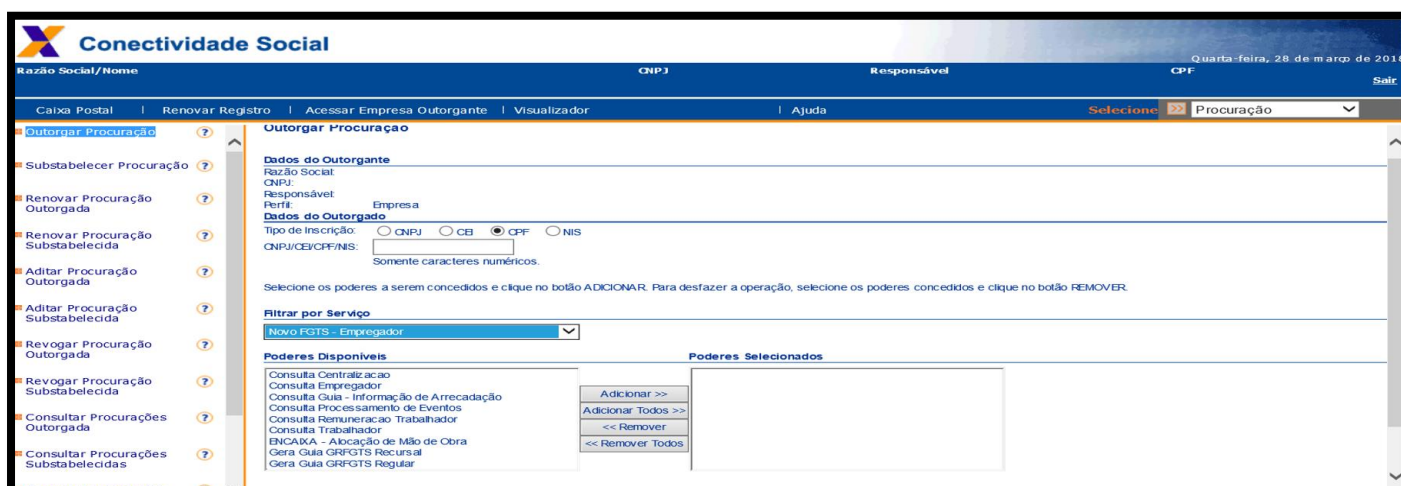 Conectividade Social
Quarta-feira, 28 de março de 2018
Razão Social/Nome CNPJ Responsável CPF
Sair
Caixa Postal | Renovar Registro | Acessar Empresa Outorgante | Visualizador | Ajuda Selecione >> Procuração
Outorgar Procuração ?
Substabelecer Procuração ?
Renovar Procuração ?
Outorgada
Renovar Procuração ?
Substabelecida
Aditar Procuração ?
Outorgada
Aditar Procuração ?
Substabelecida
Revogar Procuração ?
Outorgada
Revogar Procuração ?
Substabelecida
Consultar Procurações ?
Outorgada
Consultar Procurações ?
Substabelecidas
Outorgar Procuração
Dados do Outorgante
Razão Social:
CNPJ:
Responsável:
Perfil: Empresa
Dados do Outorgado
Tipo de Inscrição: CNPJ CEI CPF NIS
CNPJ/CEI/CPF/NIS:
Somente caracteres numéricos.
Selecione os poderes a serem concedidos e clique no botão ADICIONAR. Para desfazer a operação, selecione os poderes concedidos e clique no botão REMOVER.
Filtrar por Serviço
Novo FGTS - Empregador
Poderes Disponíveis Poderes Selecionados
Consulta Centralizacao
Consulta Empregador
Consulta Guia - Informação de Arrecadação
Consulta Processamento de Eventos
Consulta Remuneracao Trabalhador
Consulta Trabalhador
ENCAIXA - Alocação de Mão de Obra
Gera Guia GRFGTS Recursal
Gera Guia GRFGTS Regular
Adicionar >>
Adicionar Todos >>
<< Remover
<< Remover Todos